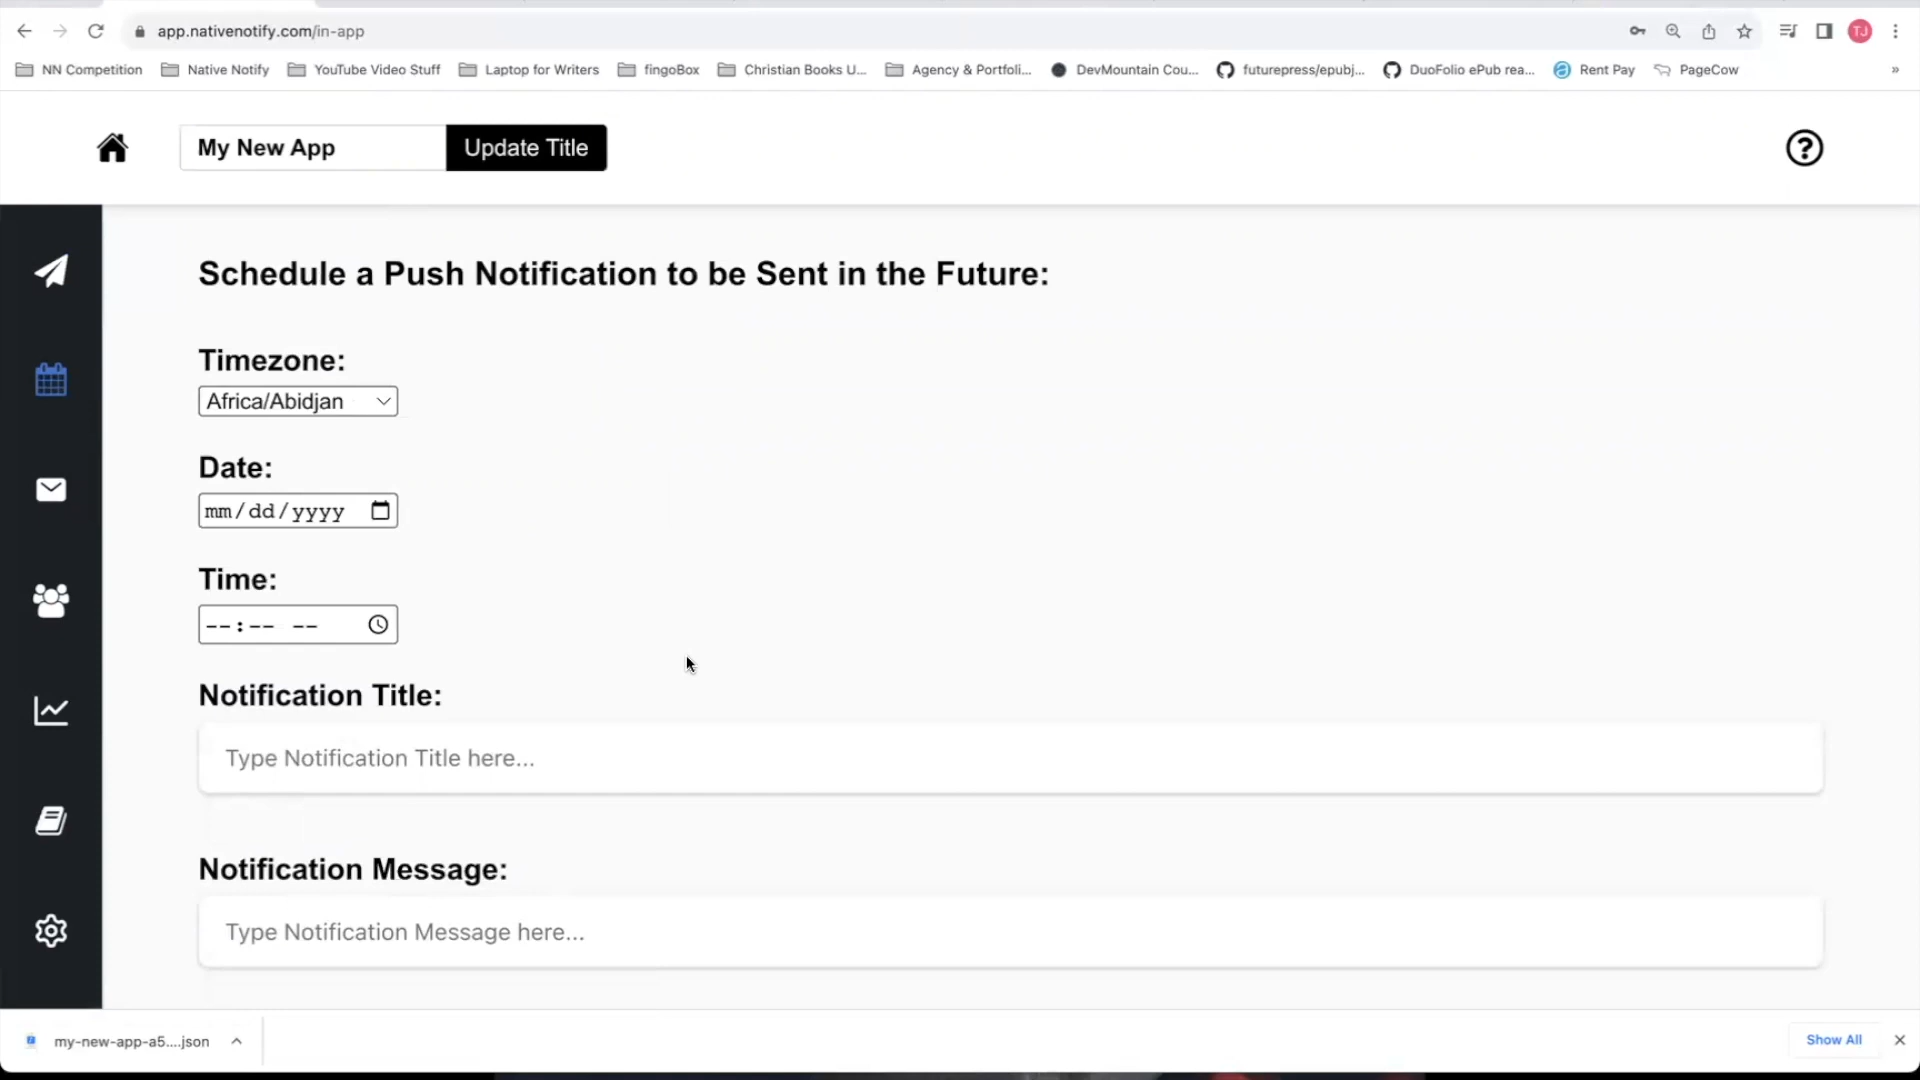 app.nativenotify.com/in-app
TJ
NN Competition Native Notify YouTube Video Stuff Laptop for Writers fingoBox Christian Books U... Agency & Portfoli... DevMountain Cou... futurepress/epubj... DuoFolio ePub rea... Rent Pay PageCow »
My New App Update Title
Schedule a Push Notification to be Sent in the Future:
Timezone:
Africa/Abidjan
Date:
mm/dd/yyyy
Time:
--:-- --
Notification Title:
Type Notification Title here...
Notification Message:
Type Notification Message here...
my-new-app-a5....json Show All